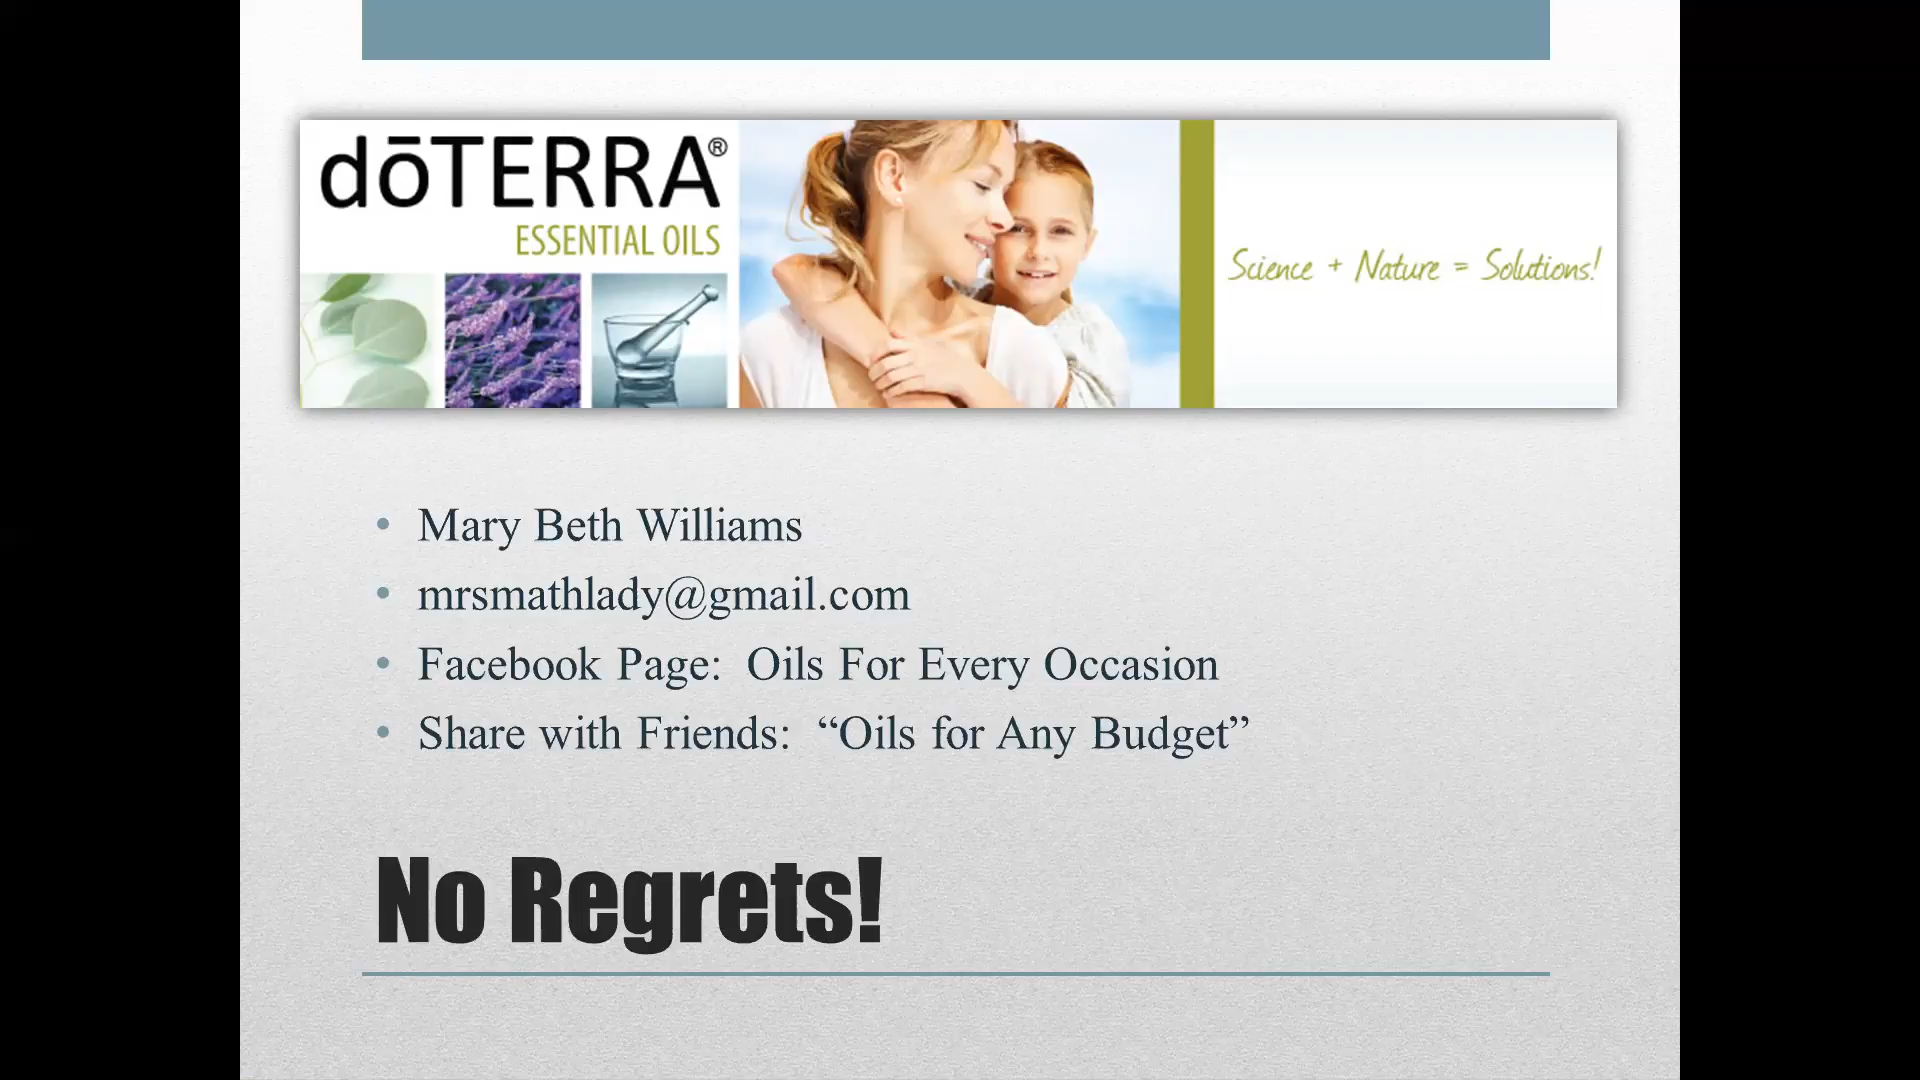 dōTERRA®
ESSENTIAL OILS
Science + Nature = Solutions!
• Mary Beth Williams
• mrsmathlady@gmail.com
• Facebook Page:  Oils For Every Occasion
• Share with Friends:  “Oils for Any Budget”
No Regrets!